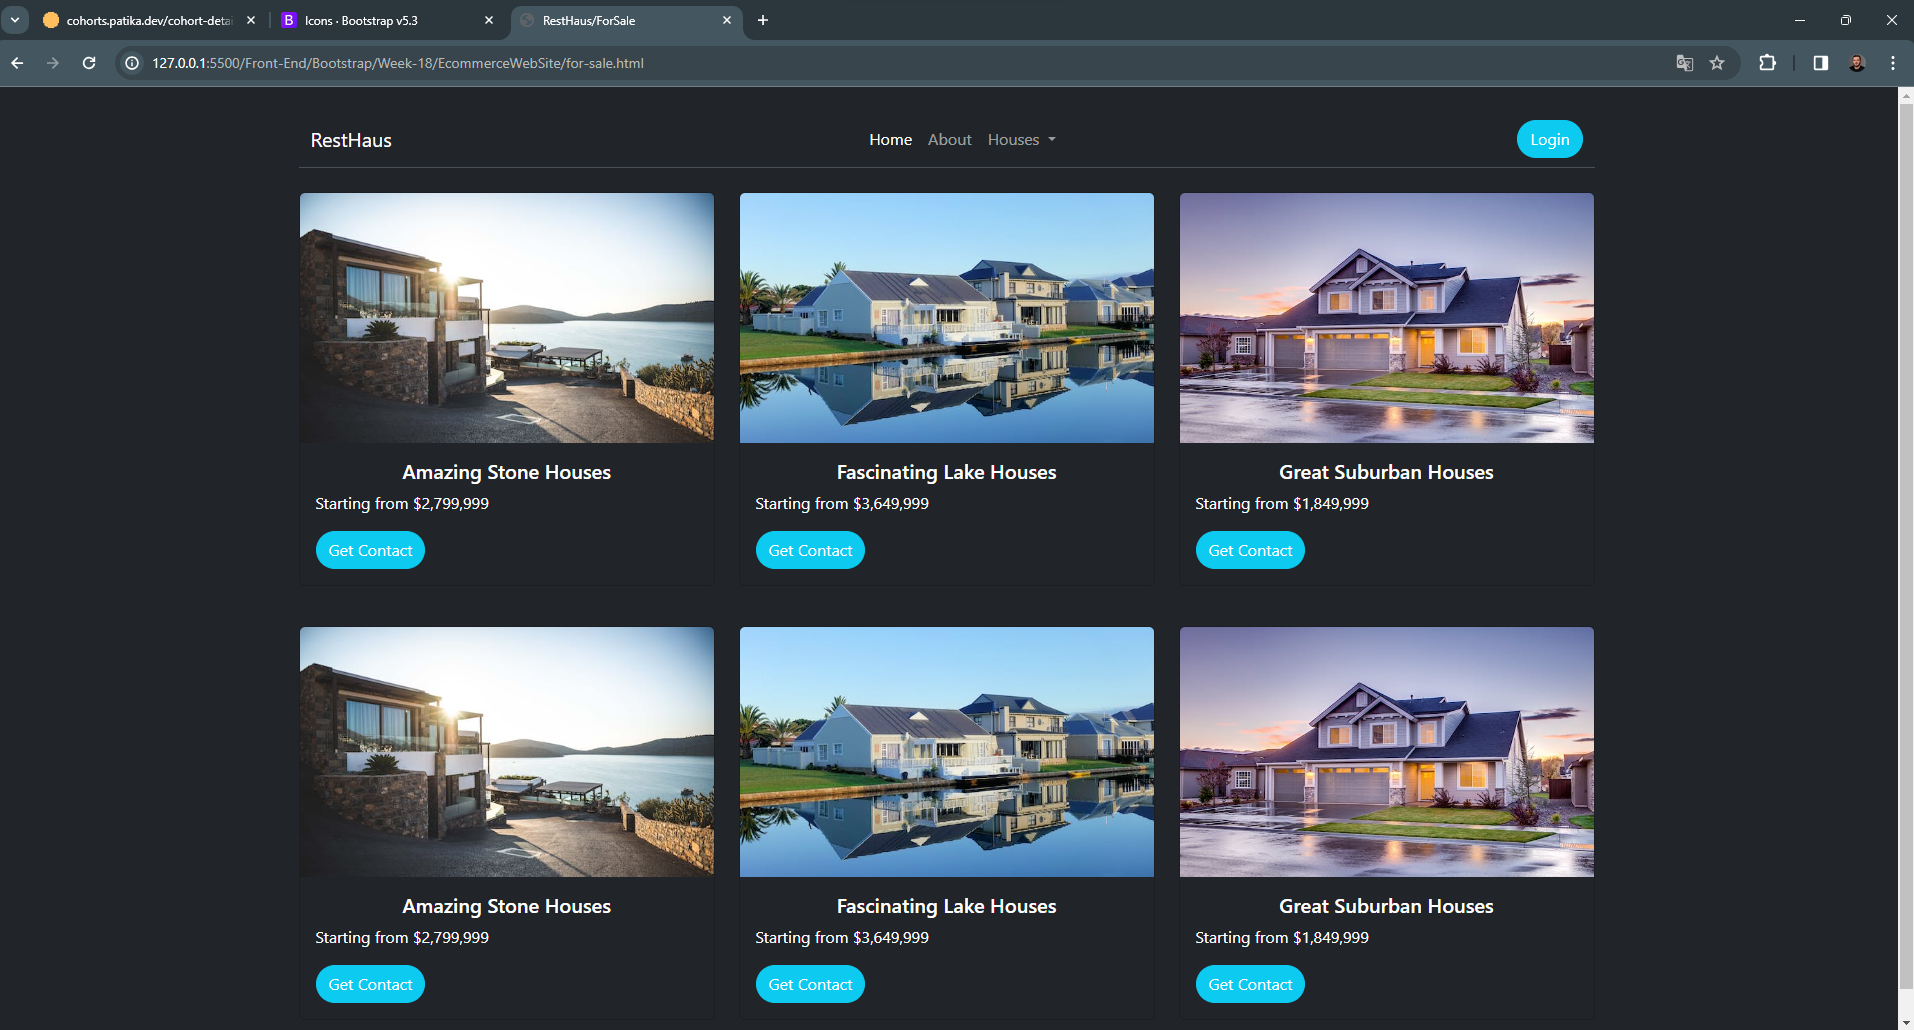 cohorts.patika.dev/cohort-detai
B Icons · Bootstrap v5.3
RestHaus/ForSale
127.0.0.1:5500/Front-End/Bootstrap/Week-18/EcommerceWebSite/for-sale.html
RestHaus
Home About Houses
Login
Amazing Stone Houses
Starting from $2,799,999
Get Contact
Fascinating Lake Houses
Starting from $3,649,999
Get Contact
Great Suburban Houses
Starting from $1,849,999
Get Contact
Amazing Stone Houses
Starting from $2,799,999
Get Contact
Fascinating Lake Houses
Starting from $3,649,999
Get Contact
Great Suburban Houses
Starting from $1,849,999
Get Contact